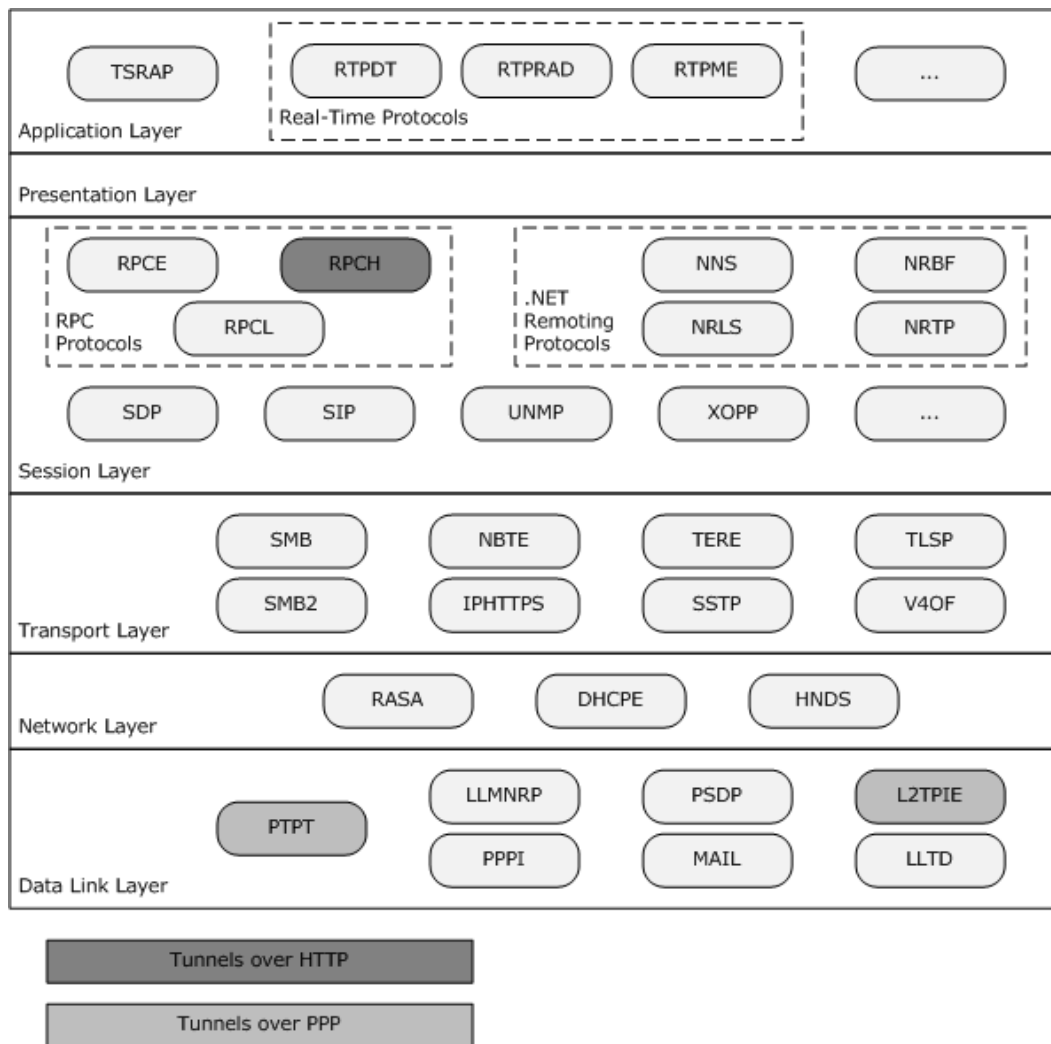 TSRAP
RTPDT
RTPRAD
RTPME
...
Real-Time Protocols
Application Layer
Presentation Layer
RPCE
RPCH
RPCL
RPC
Protocols
NNS
NRBF
.NET
Remoting
Protocols
NRLS
NRTP
SDP
SIP
UNMP
XOPP
...
Session Layer
SMB
NBTE
TERE
TLSP
SMB2
IPHTTPS
SSTP
V4OF
Transport Layer
RASA
DHCPE
HNDS
Network Layer
PTPT
LLMNRP
PSDP
L2TPIE
PPPI
MAIL
LLTD
Data Link Layer
Tunnels over HTTP
Tunnels over PPP